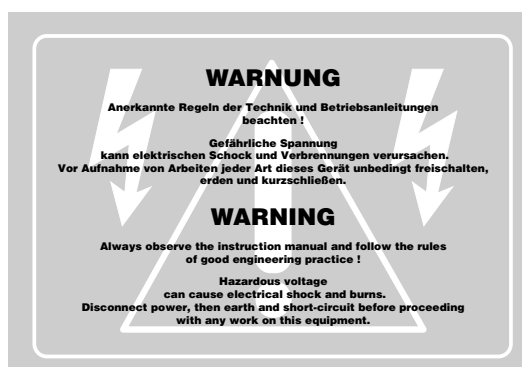 WARNUNG
Anerkannte Regeln der Technik und Betriebsanleitungen
beachten !
Gefährliche Spannung
kann elektrischen Schock und Verbrennungen verursachen.
Vor Aufnahme von Arbeiten jeder Art dieses Gerät unbedingt freischalten,
erden und kurzschließen.
WARNING
Always observe the instruction manual and follow the rules
of good engineering practice !
Hazardous voltage
can cause electrical shock and burns.
Disconnect power, then earth and short-circuit before proceeding
with any work on this equipment.